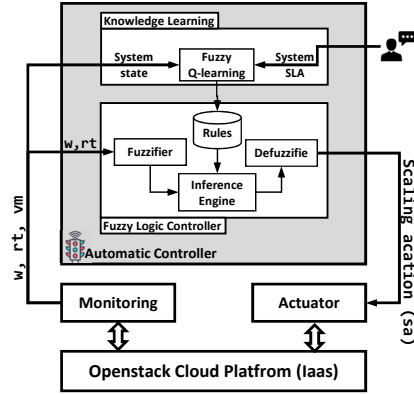 Knowledge Learning
System
state
Fuzzy
Q-learning
System
SLA
w,rt
Rules
Fuzzifier
Defuzzifie
Inference
Engine
Fuzzy Logic Controller
Automatic Controller
w, rt, vm
Scaling acation (sa)
Monitoring
Actuator
Openstack Cloud Platfrom (Iaas)